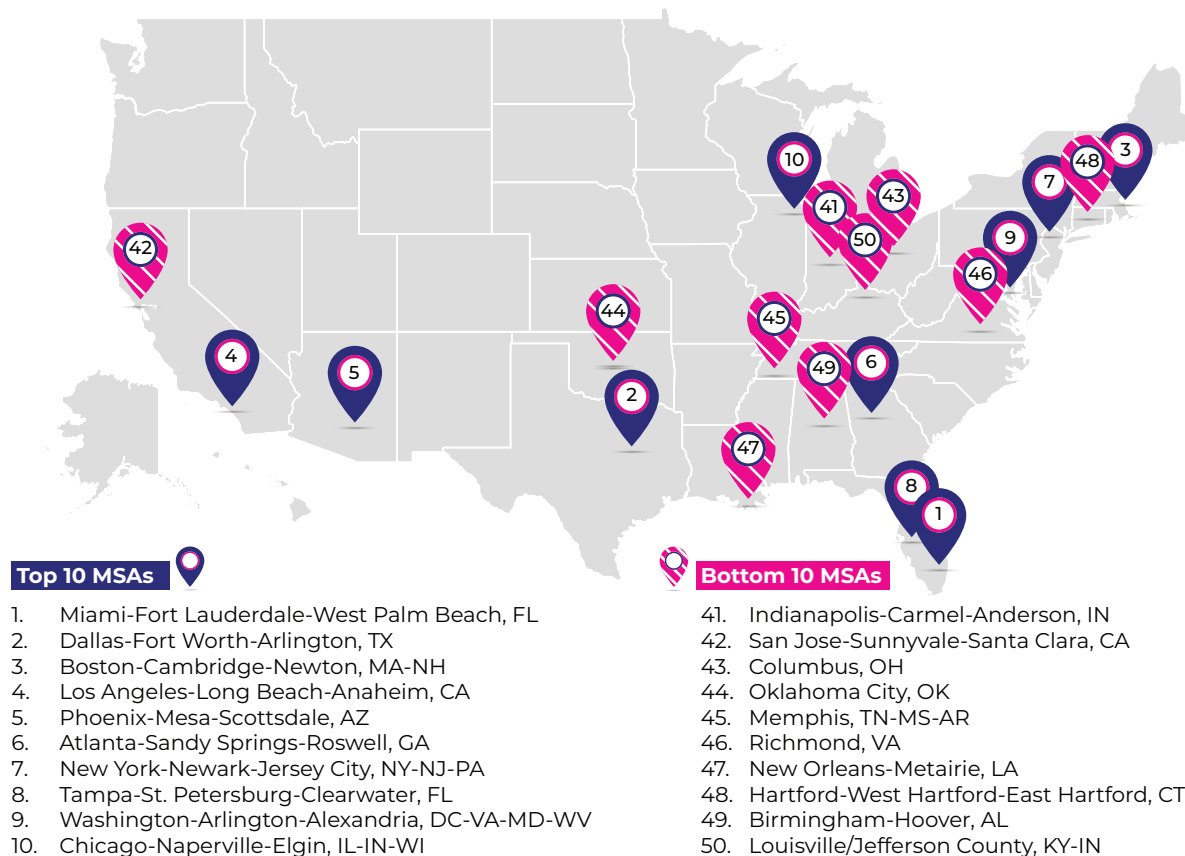 10
3
48
7
43
41
50
9
42
46
44
45
4
5
49
6
2
47
8
1
Top 10 MSAs
1. Miami-Fort Lauderdale-West Palm Beach, FL
2. Dallas-Fort Worth-Arlington, TX
3. Boston-Cambridge-Newton, MA-NH
4. Los Angeles-Long Beach-Anaheim, CA
5. Phoenix-Mesa-Scottsdale, AZ
6. Atlanta-Sandy Springs-Roswell, GA
7. New York-Newark-Jersey City, NY-NJ-PA
8. Tampa-St. Petersburg-Clearwater, FL
9. Washington-Arlington-Alexandria, DC-VA-MD-WV
10. Chicago-Naperville-Elgin, IL-IN-WI
Bottom 10 MSAs
41. Indianapolis-Carmel-Anderson, IN
42. San Jose-Sunnyvale-Santa Clara, CA
43. Columbus, OH
44. Oklahoma City, OK
45. Memphis, TN-MS-AR
46. Richmond, VA
47. New Orleans-Metairie, LA
48. Hartford-West Hartford-East Hartford, CT
49. Birmingham-Hoover, AL
50. Louisville/Jefferson County, KY-IN